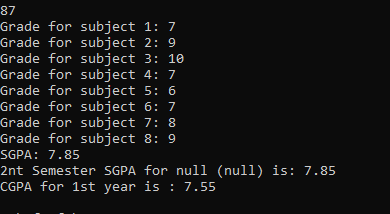 87
Grade for subject 1: 7
Grade for subject 2: 9
Grade for subject 3: 10
Grade for subject 4: 7
Grade for subject 5: 6
Grade for subject 6: 7
Grade for subject 7: 8
Grade for subject 8: 9
SGPA: 7.85
2nt Semester SGPA for null (null) is: 7.85
CGPA for 1st year is : 7.55